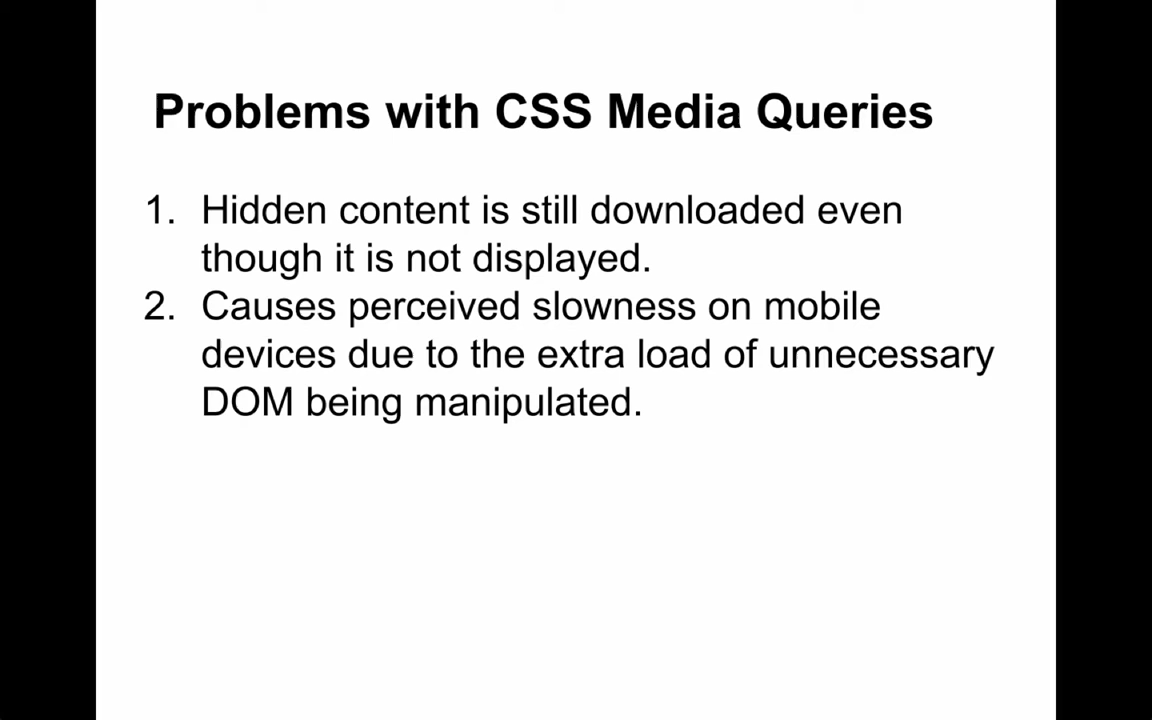 Problems with CSS Media Queries
1. Hidden content is still downloaded even
though it is not displayed.
2. Causes perceived slowness on mobile
devices due to the extra load of unnecessary
DOM being manipulated.